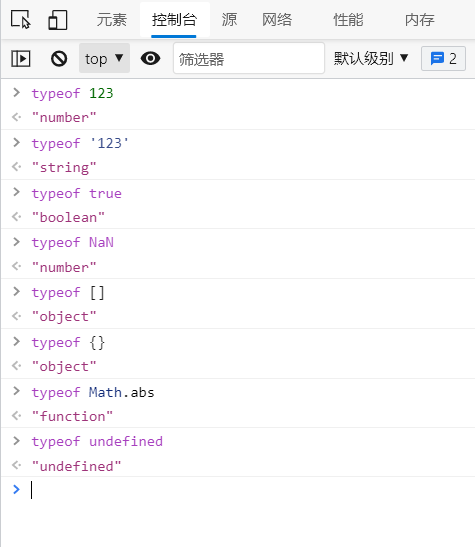 元素 控制台 源 网络 性能 内存
top ▼ 筛选器 默认级别 ▼ 2
> typeof 123
<· "number"
> typeof '123'
<· "string"
> typeof true
<· "boolean"
> typeof NaN
<· "number"
> typeof []
<· "object"
> typeof {}
<· "object"
> typeof Math.abs
<· "function"
> typeof undefined
<· "undefined"
>